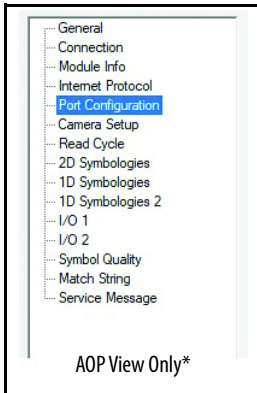 General
Connection
Module Info
Internet Protocol
Port Configuration
Camera Setup
Read Cycle
2D Symbologies
1D Symbologies
1D Symbologies 2
I/O 1
I/O 2
Symbol Quality
Match String
Service Message
AOP View Only*